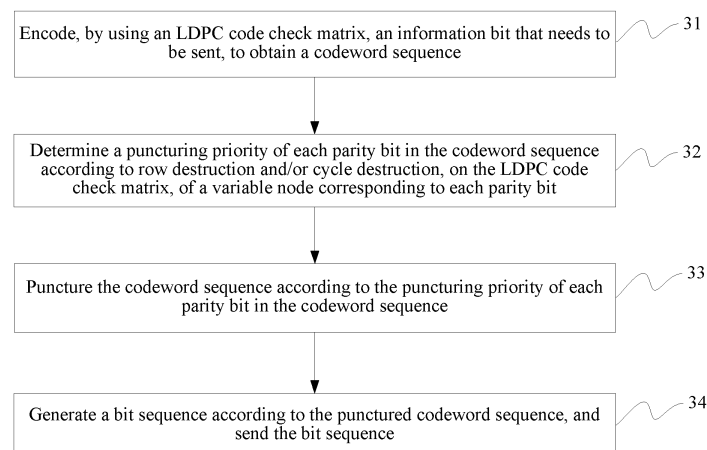 Encode, by using an LDPC code check matrix, an information bit that needs to
be sent, to obtain a codeword sequence
31
Determine a puncturing priority of each parity bit in the codeword sequence
according to row destruction and/or cycle destruction, on the LDPC code
check matrix, of a variable node corresponding to each parity bit
32
Puncture the codeword sequence according to the puncturing priority of each
parity bit in the codeword sequence
33
Generate a bit sequence according to the punctured codeword sequence, and
send the bit sequence
34